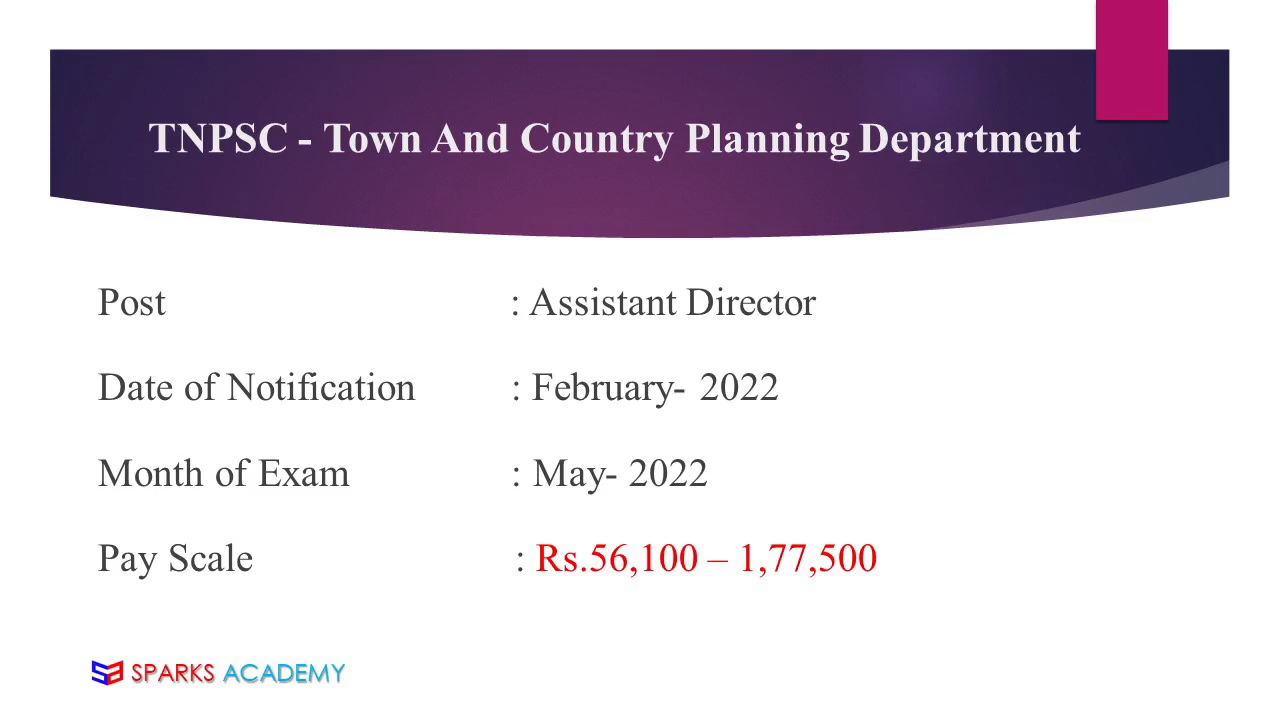 TNPSC - Town And Country Planning Department
Post : Assistant Director
Date of Notification : February- 2022
Month of Exam : May- 2022
Pay Scale : Rs.56,100 – 1,77,500
SPARKS ACADEMY